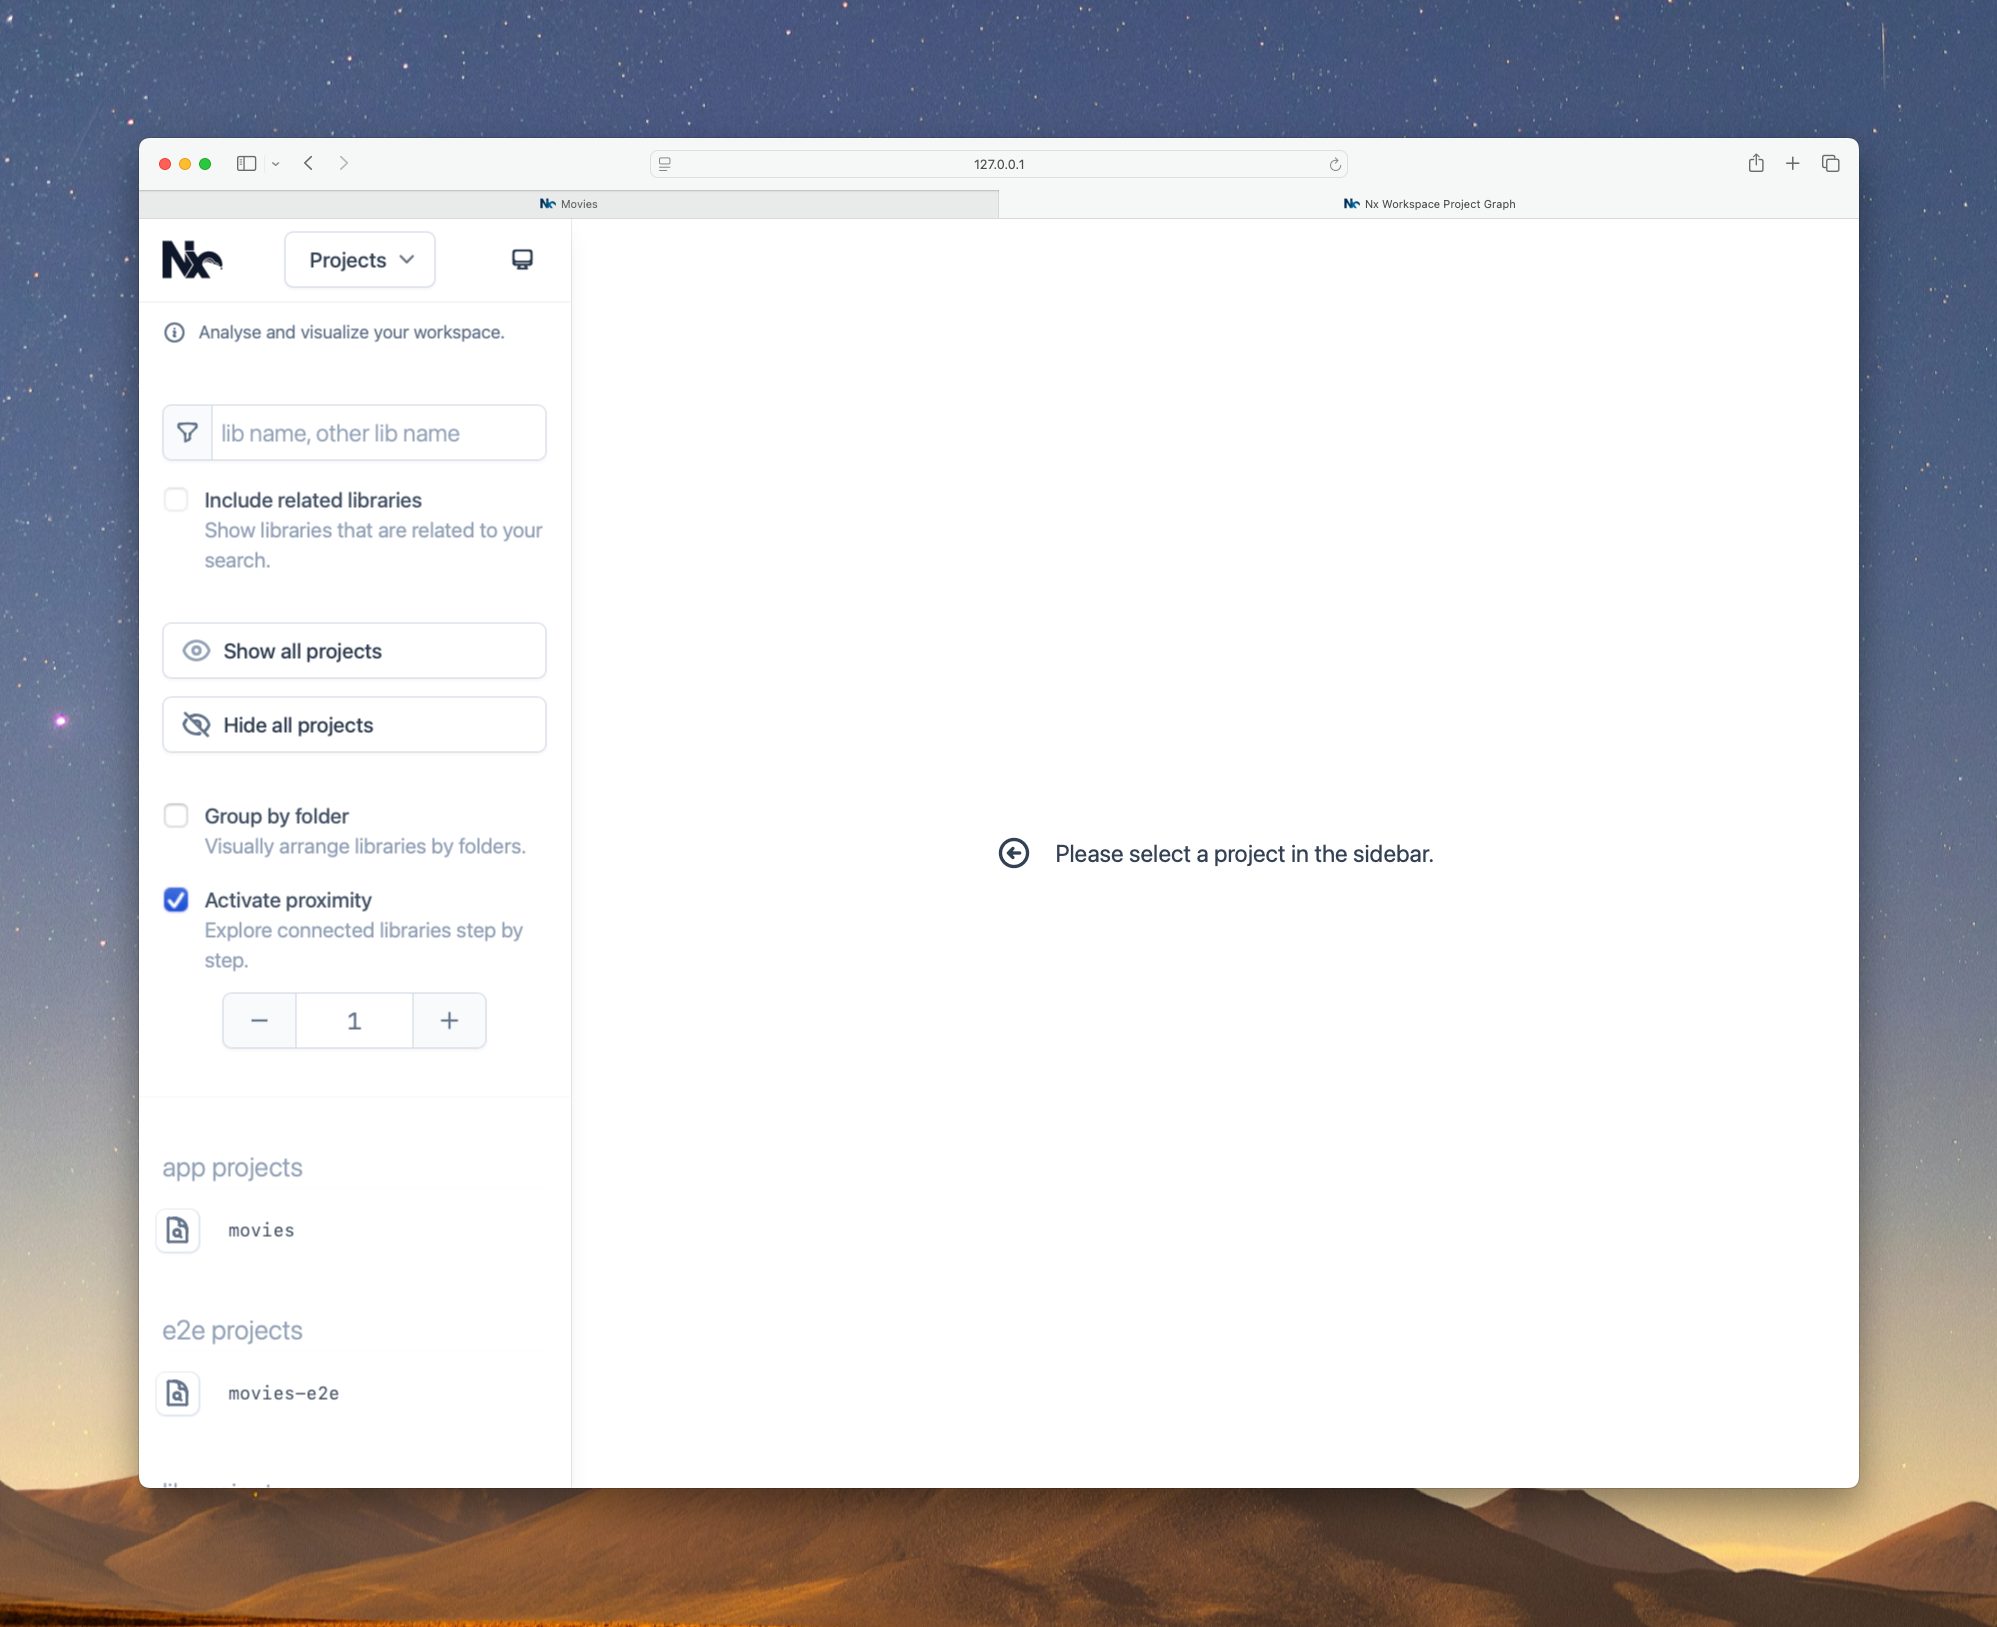 127.0.0.1
Nx Movies
Nx Workspace Project Graph
Nx
Projects
Analyse and visualize your workspace.
lib name, other lib name
Include related libraries
Show libraries that are related to your
search.
Show all projects
Hide all projects
Group by folder
Visually arrange libraries by folders.
Activate proximity
Explore connected libraries step by
step.
1
Please select a project in the sidebar.
app projects
movies
e2e projects
movies-e2e